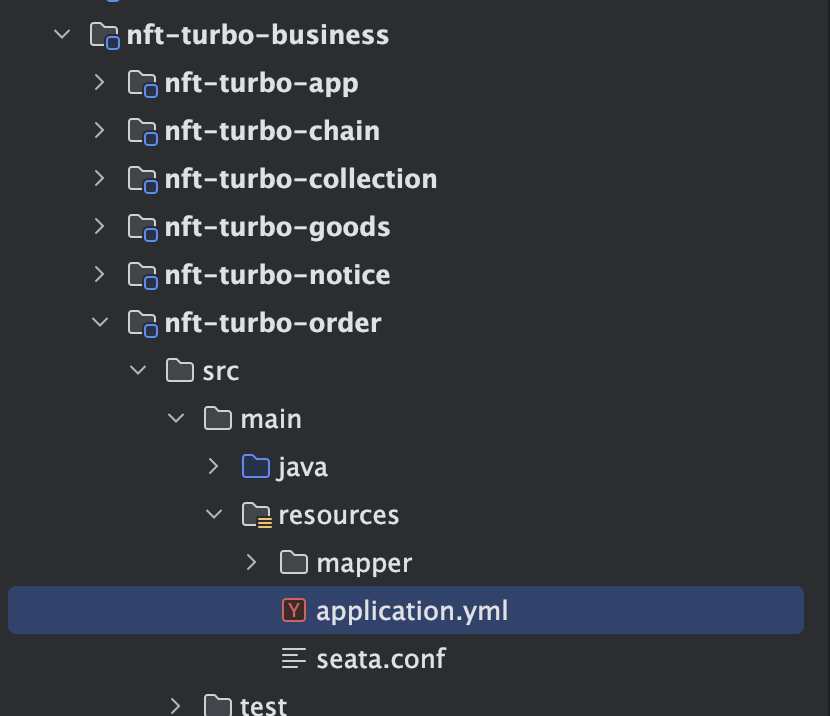 nft-turbo-business
nft-turbo-app
nft-turbo-chain
nft-turbo-collection
nft-turbo-goods
nft-turbo-notice
nft-turbo-order
src
main
java
resources
mapper
Y application.yml
seata.conf
test